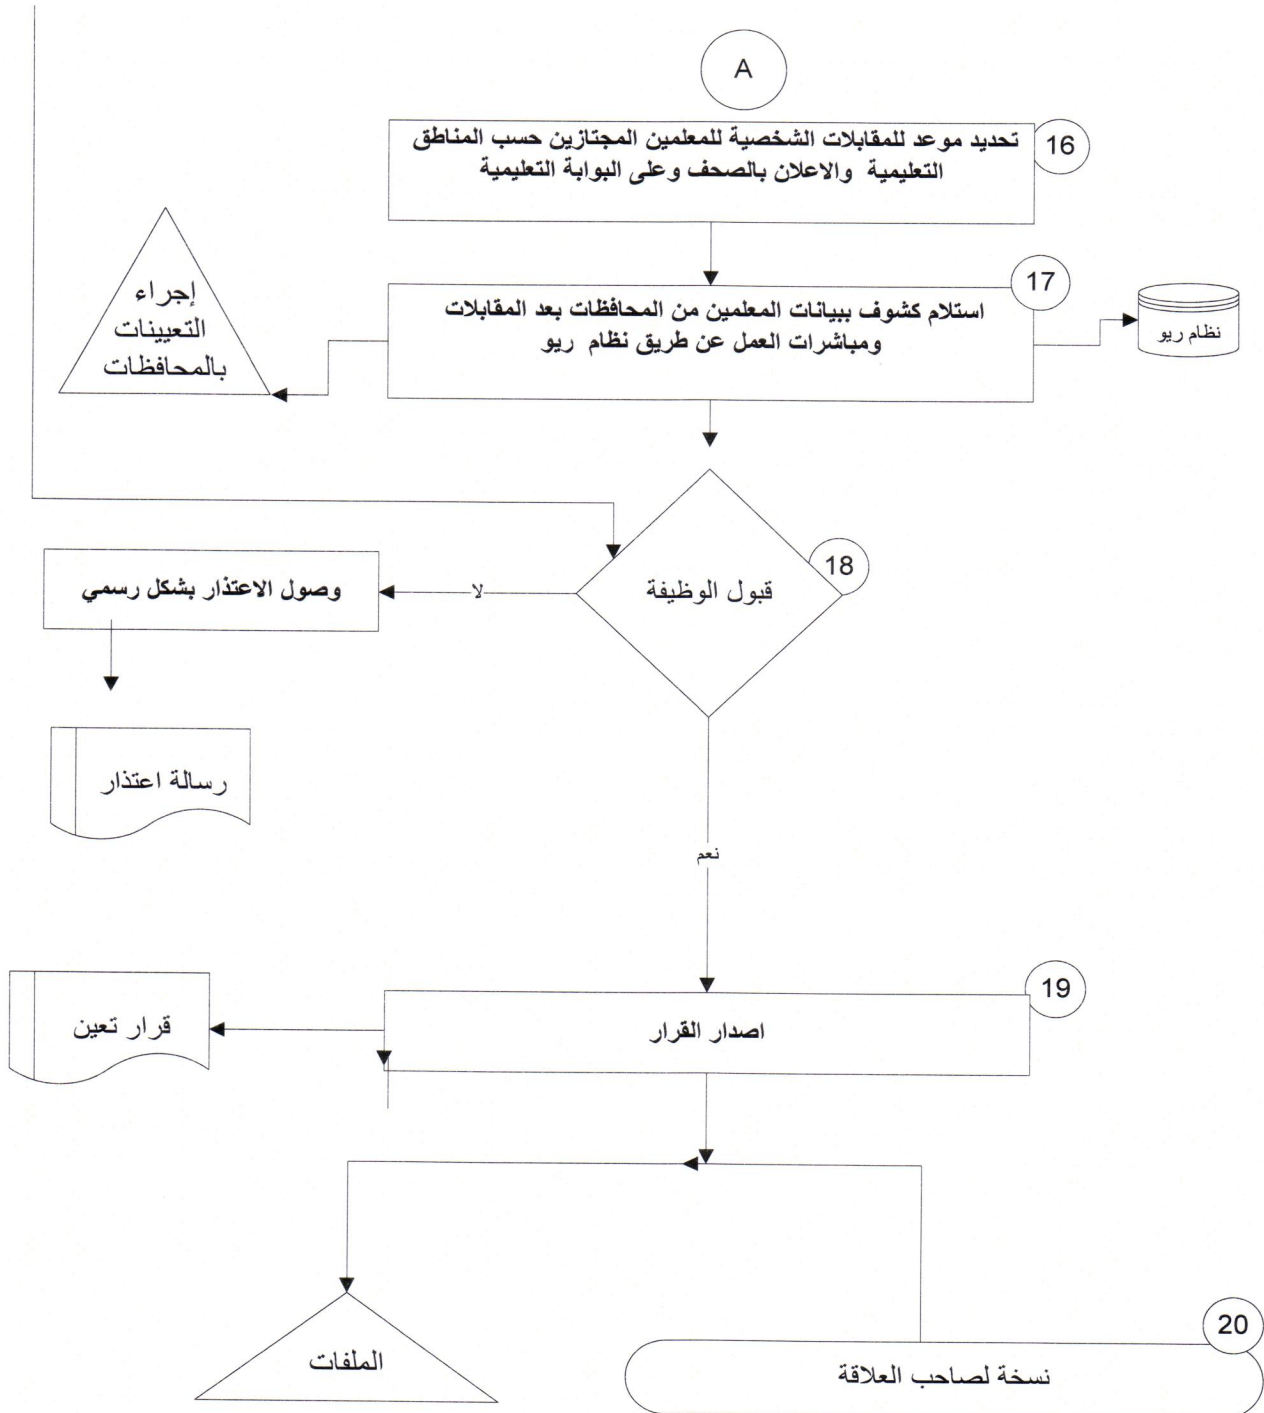 A
16
تحديد موعد للمقابلات الشخصية للمعلمين المجتازين حسب المناطق
التعليمية والاعلان بالصحف وعلى البوابة التعليمية
17
استلام كشوف ببيانات المعلمين من المحافظات بعد المقابلات
ومباشرات العمل عن طريق نظام ريو
نظام ريو
إجراء
التعيينات
بالمحافظات
18
قبول الوظيفة
لا
وصول الاعتذار بشكل رسمي
رسالة اعتذار
نعم
19
اصدار القرار
قرار تعين
الملفات
20
نسخة لصاحب العلاقة